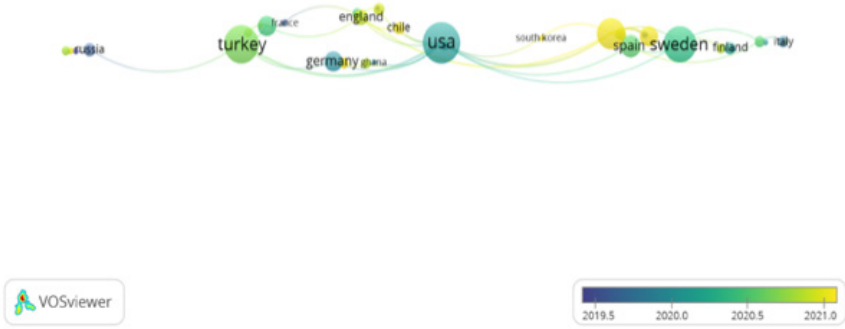 england
france
chile
turkey
usa
south korea
spain
sweden
finland
italy
russia
germany
ghana
VOSviewer
2019.5 2020.0 2020.5 2021.0